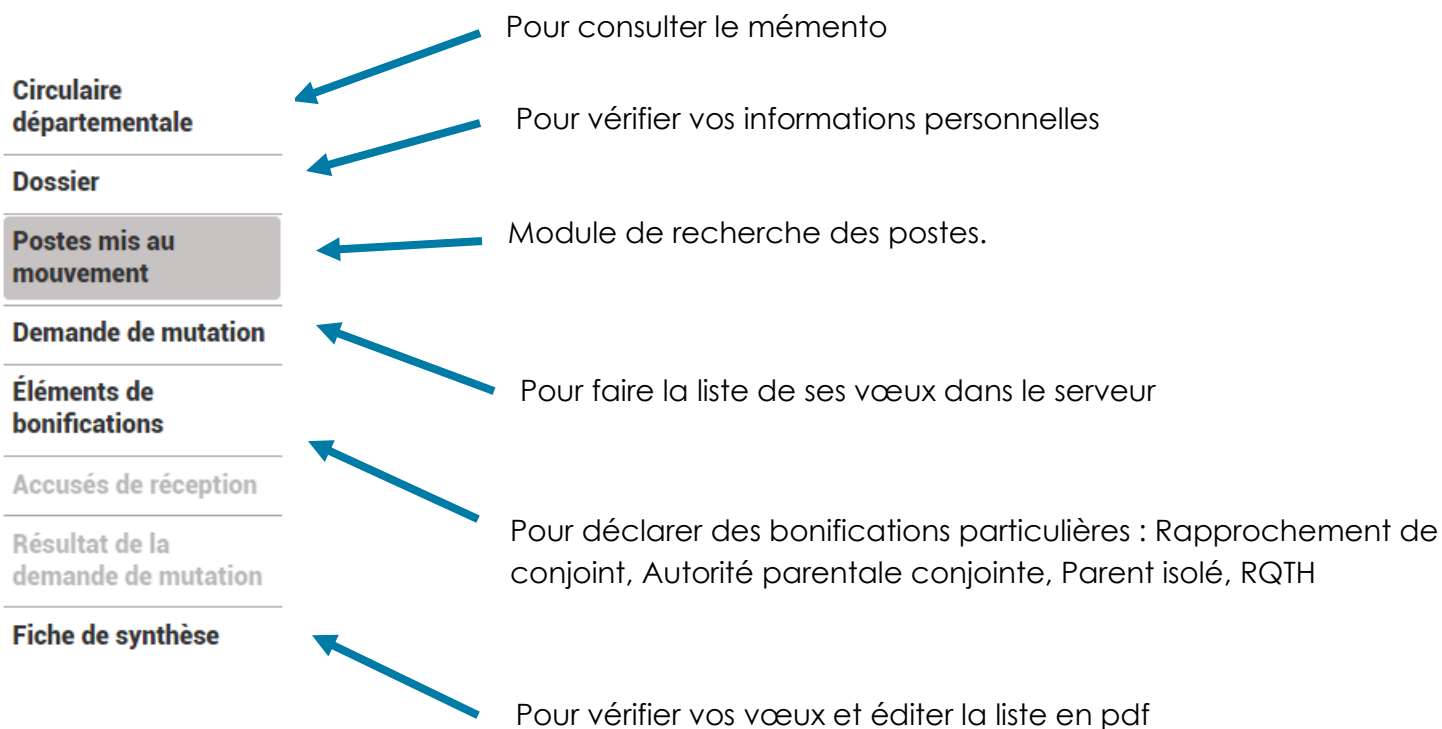 Pour consulter le mémento
Circulaire
départementale
Pour vérifier vos informations personnelles
Dossier
Postes mis au
mouvement
Module de recherche des postes.
Demande de mutation
Pour faire la liste de ses vœux dans le serveur
Éléments de
bonifications
Accusés de réception
Pour déclarer des bonifications particulières : Rapprochement de
conjoint, Autorité parentale conjointe, Parent isolé, RQTH
Résultat de la
demande de mutation
Fiche de synthèse
Pour vérifier vos vœux et éditer la liste en pdf